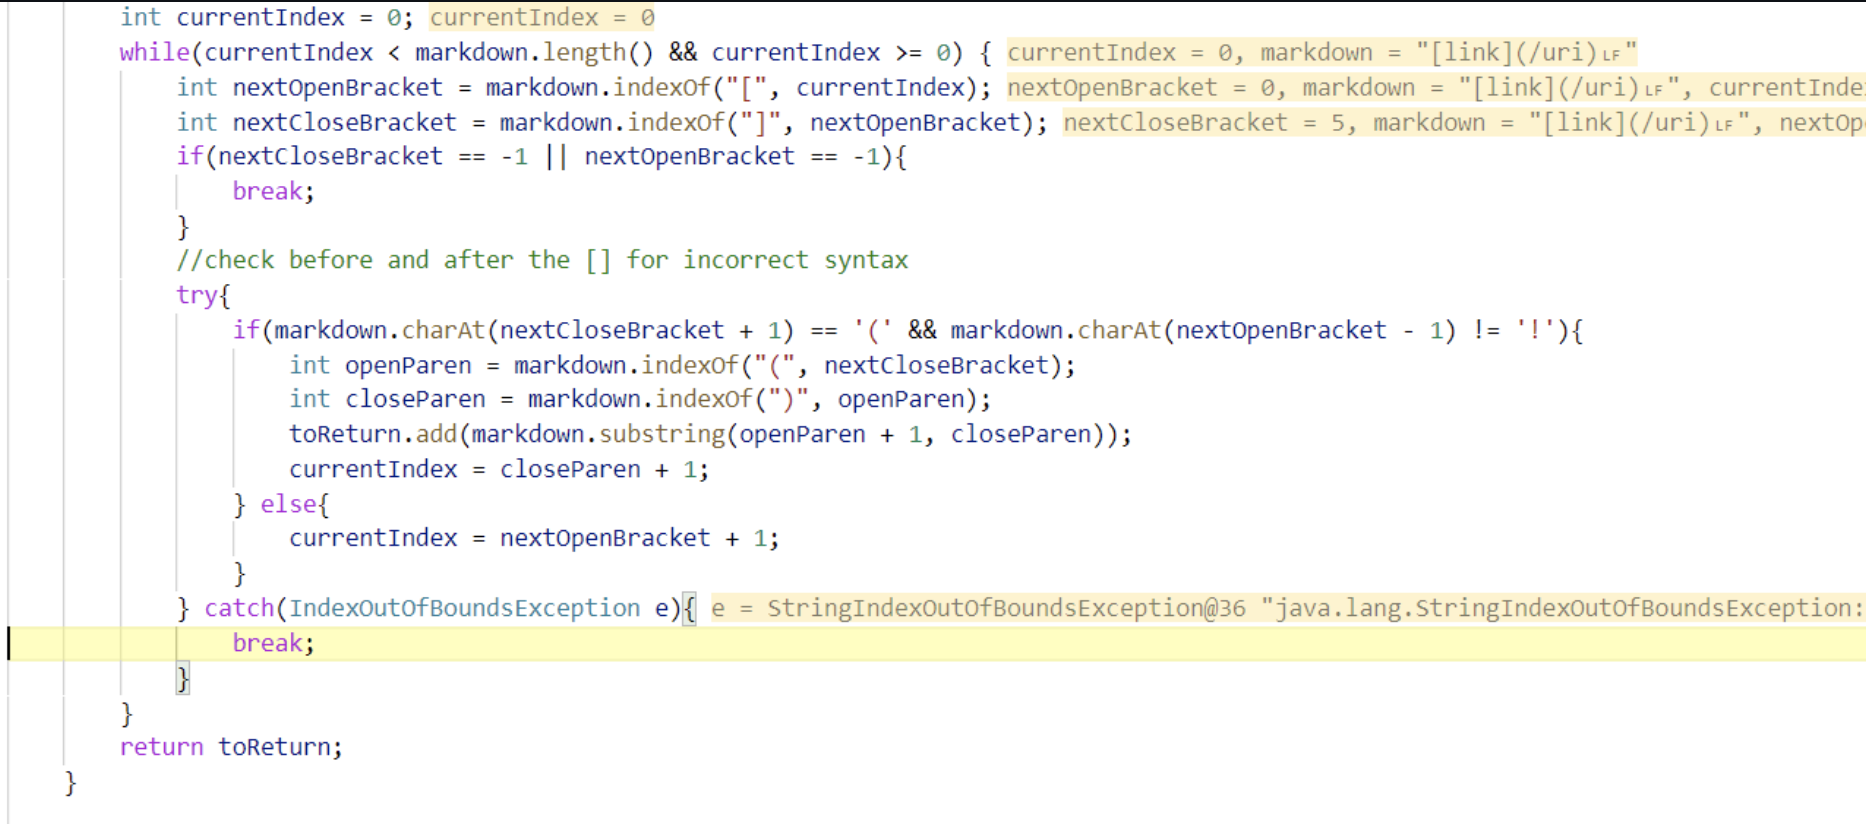 int currentIndex = 0; currentIndex = 0
while(currentIndex < markdown.length() && currentIndex >= 0) { currentIndex = 0, markdown = "[link](/uri)LF"
int nextOpenBracket = markdown.indexOf("[", currentIndex); nextOpenBracket = 0, markdown = "[link](/uri)LF", currentInde
int nextCloseBracket = markdown.indexOf("]", nextOpenBracket); nextCloseBracket = 5, markdown = "[link](/uri)LF", nextOp
if(nextCloseBracket == -1 || nextOpenBracket == -1){
break;
}
//check before and after the [] for incorrect syntax
try{
if(markdown.charAt(nextCloseBracket + 1) == '(' && markdown.charAt(nextOpenBracket - 1) != '!'){
int openParen = markdown.indexOf("(", nextCloseBracket);
int closeParen = markdown.indexOf(")", openParen);
toReturn.add(markdown.substring(openParen + 1, closeParen));
currentIndex = closeParen + 1;
} else{
currentIndex = nextOpenBracket + 1;
}
} catch(IndexOutOfBoundsException e){ e = StringIndexOutOfBoundsException@36 "java.lang.StringIndexOutOfBoundsException:
break;
}
}
return toReturn;
}